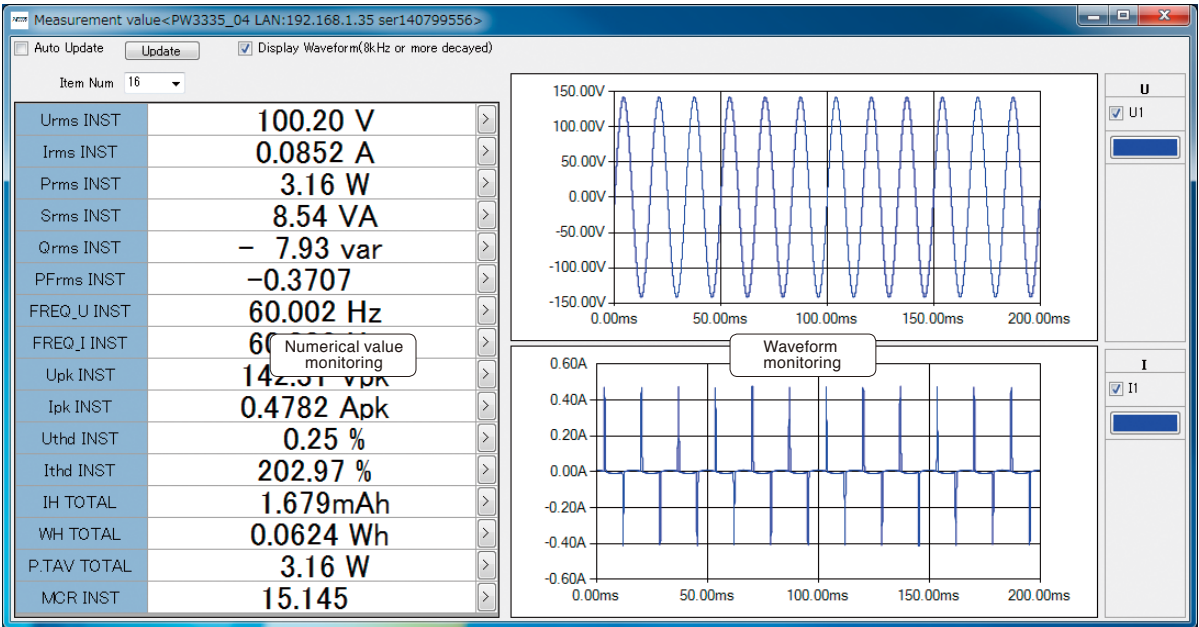 Measurement value<PW3335_04 LAN:192.168.1.35 ser140799556>
Auto Update Update Display Waveform(8kHz or more decayed)
Item Num 16
Urms INST 100.20 V >
Irms INST 0.0852 A >
Prms INST 3.16 W >
Srms INST 8.54 VA >
Qrms INST - 7.93 var >
PFrms INST -0.3707 >
FREQ_U INST 60.002 Hz >
FREQ_I INST >
Numerical value
monitoring
Upk INST >
Ipk INST 0.4782 Apk >
Uthd INST 0.25 % >
Ithd INST 202.97 % >
IH TOTAL 1.679mAh >
WH TOTAL 0.0624 Wh >
P.TAV TOTAL 3.16 W >
MCR INST 15.145 >
150.00V
100.00V
50.00V
0.00V
-50.00V
-100.00V
-150.00V
0.00ms 50.00ms 100.00ms 150.00ms 200.00ms
U
U1
Waveform
monitoring
0.60A
0.40A
0.20A
0.00A
-0.20A
-0.40A
-0.60A
0.00ms 50.00ms 100.00ms 150.00ms 200.00ms
I
I1